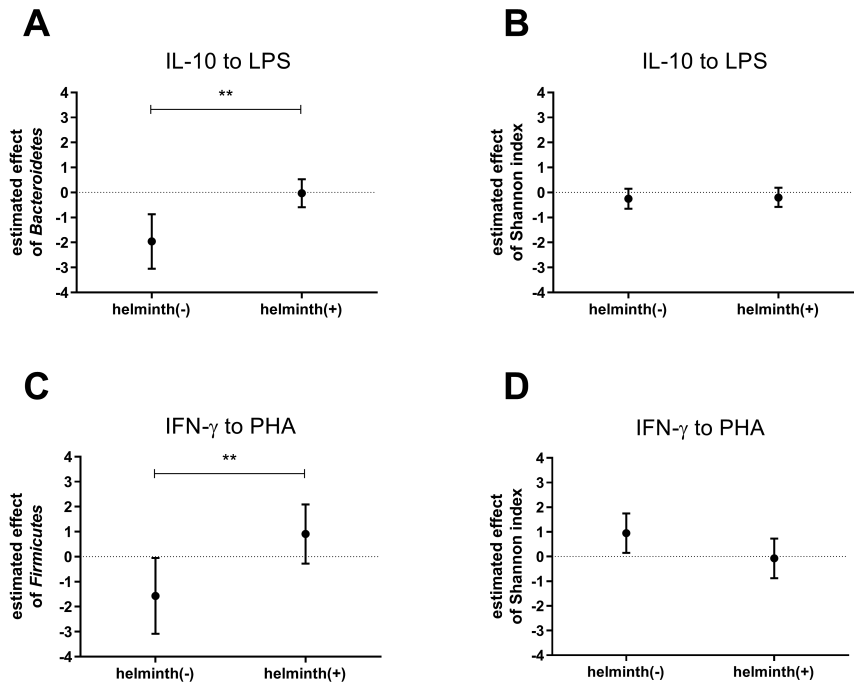 A
IL-10 to LPS
**
estimated effect
of Bacteroidetes
4
3
2
1
0
-1
-2
-3
-4
helminth(-)
helminth(+)
B
IL-10 to LPS
estimated effect
of Shannon index
4
3
2
1
0
-1
-2
-3
-4
helminth(-)
helminth(+)
C
IFN-γ to PHA
**
estimated effect
of Firmicutes
4
3
2
1
0
-1
-2
-3
-4
helminth(-)
helminth(+)
D
IFN-γ to PHA
estimated effect
of Shannon index
4
3
2
1
0
-1
-2
-3
-4
helminth(-)
helminth(+)